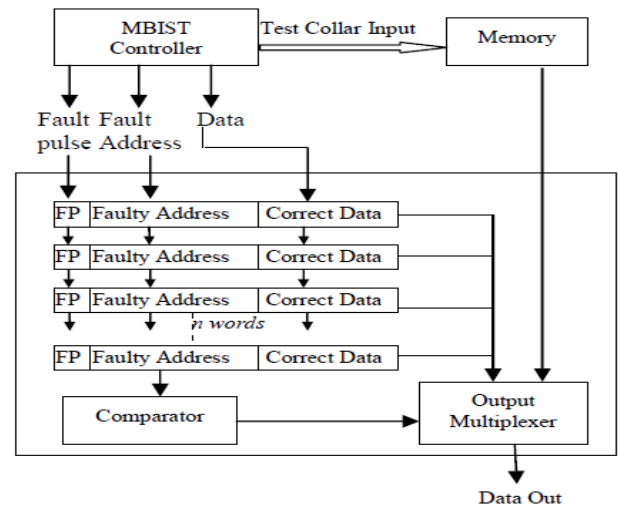 MBIST
Controller
Test Collar Input
Memory
Fault
pulse
Fault
Address
Data
FP Faulty Address Correct Data
FP Faulty Address Correct Data
FP Faulty Address Correct Data
n words
FP Faulty Address Correct Data
Comparator
Output
Multiplexer
Data Out